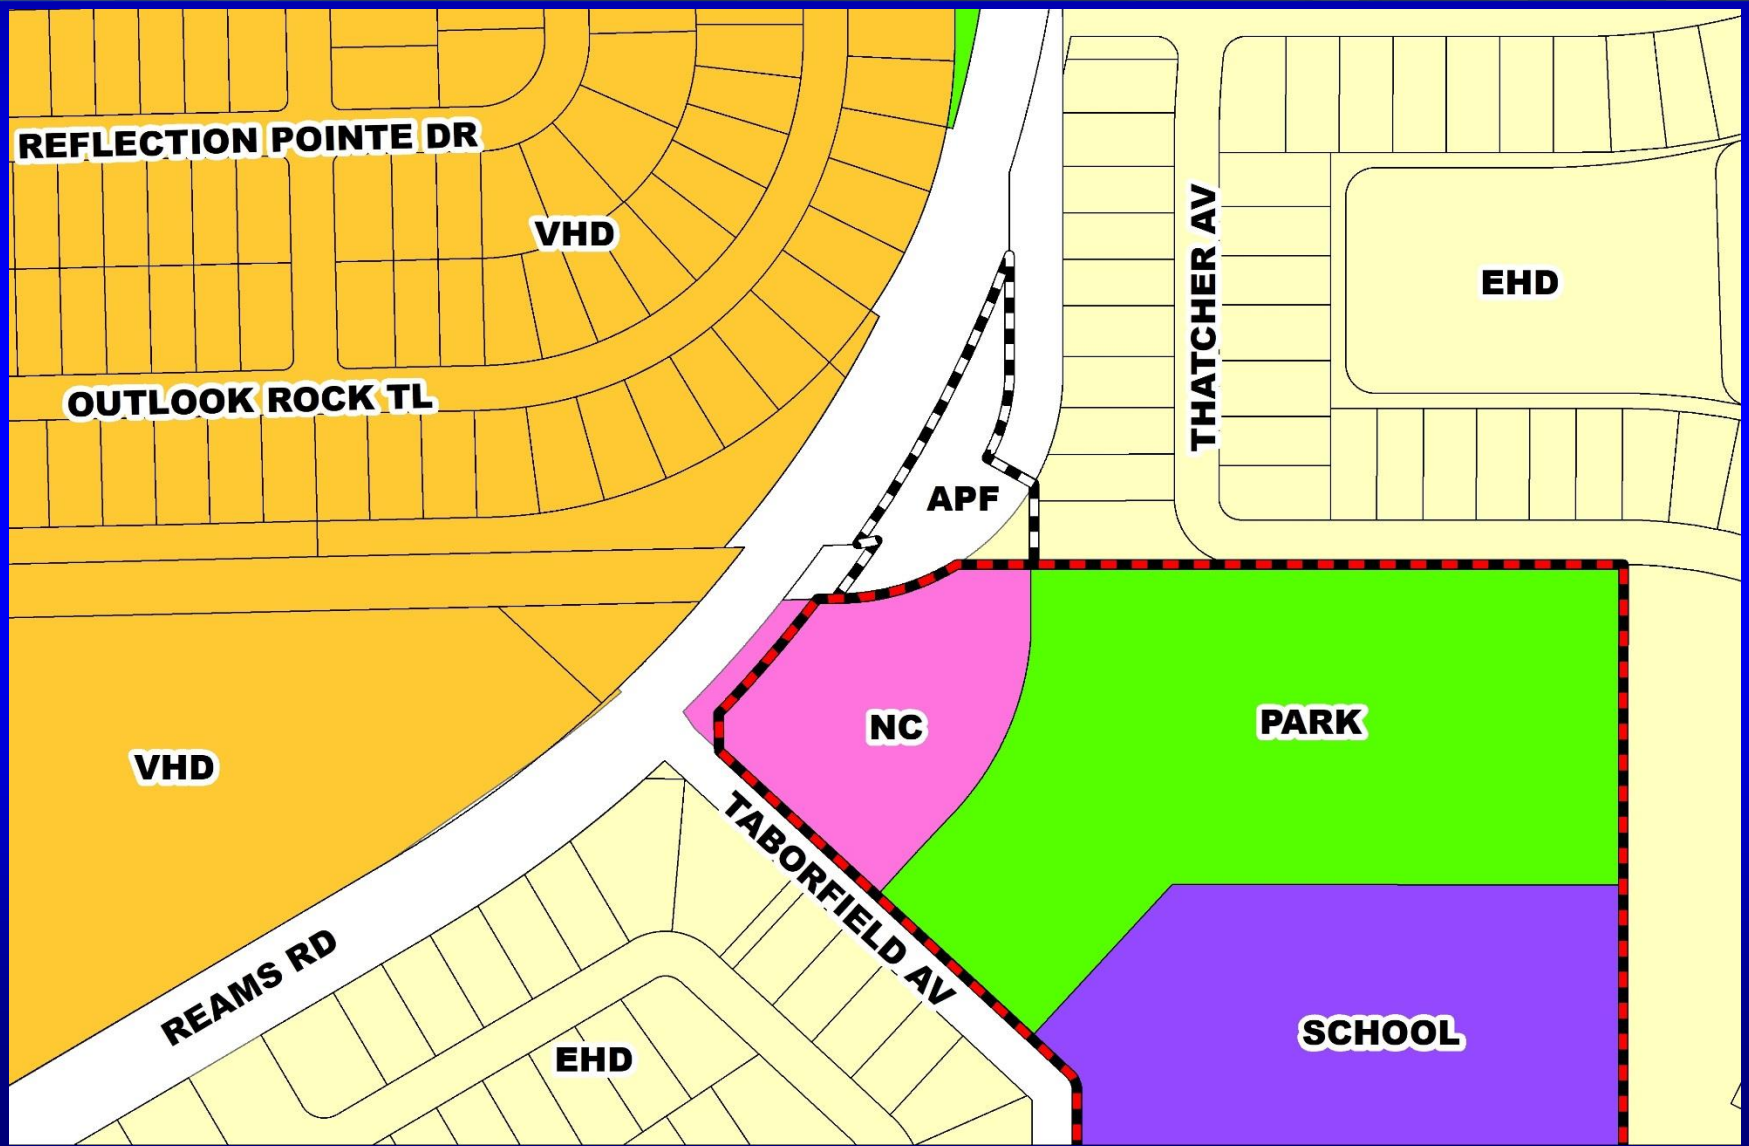 REFLECTION POINTE DR
VHD
THATCHER AV
EHD
OUTLOOK ROCK TL
APF
NC
PARK
VHD
TABORFIELD AV
REAMS RD
SCHOOL
EHD